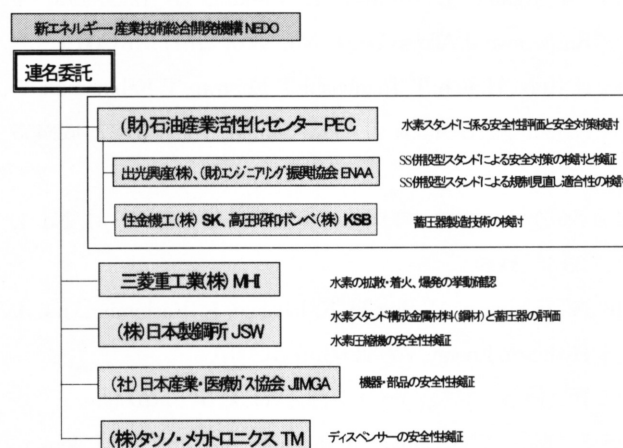 新エネルギー・産業技術総合開発機構 NEDO
連名委託
(財)石油産業活性化センター PEC
水素スタンドに係る安全性評価と安全対策検討
出光興産(株)、(財)エンジニアリング振興協会 ENAA
SS併設型スタンドによる安全対策の検討と検証
SS併設型スタンドによる規制見直し適合性の検討
住金機工(株) SK、高圧昭和ボンベ(株) KSB
蓄圧器製造技術の検討
三菱重工業(株) MHI
水素の拡散・着火、爆発の挙動確認
(株)日本製鋼所 JSW
水素スタンド構成金属材料(鋼材)と蓄圧器の評価
水素圧縮機の安全性検証
(社)日本産業・医療ガス協会 JIMGA
機器・部品の安全性検証
(株)タツノ・メカトロニクス TM
ディスペンサーの安全性検証